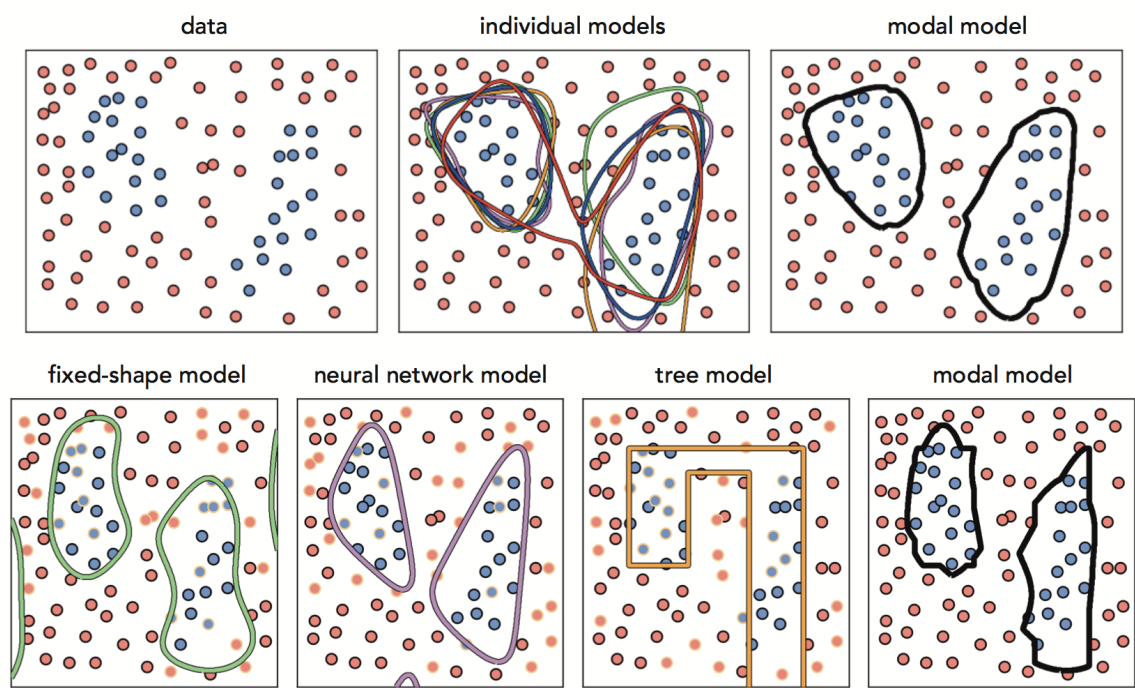 data
individual models
modal model
fixed-shape model
neural network model
tree model
modal model